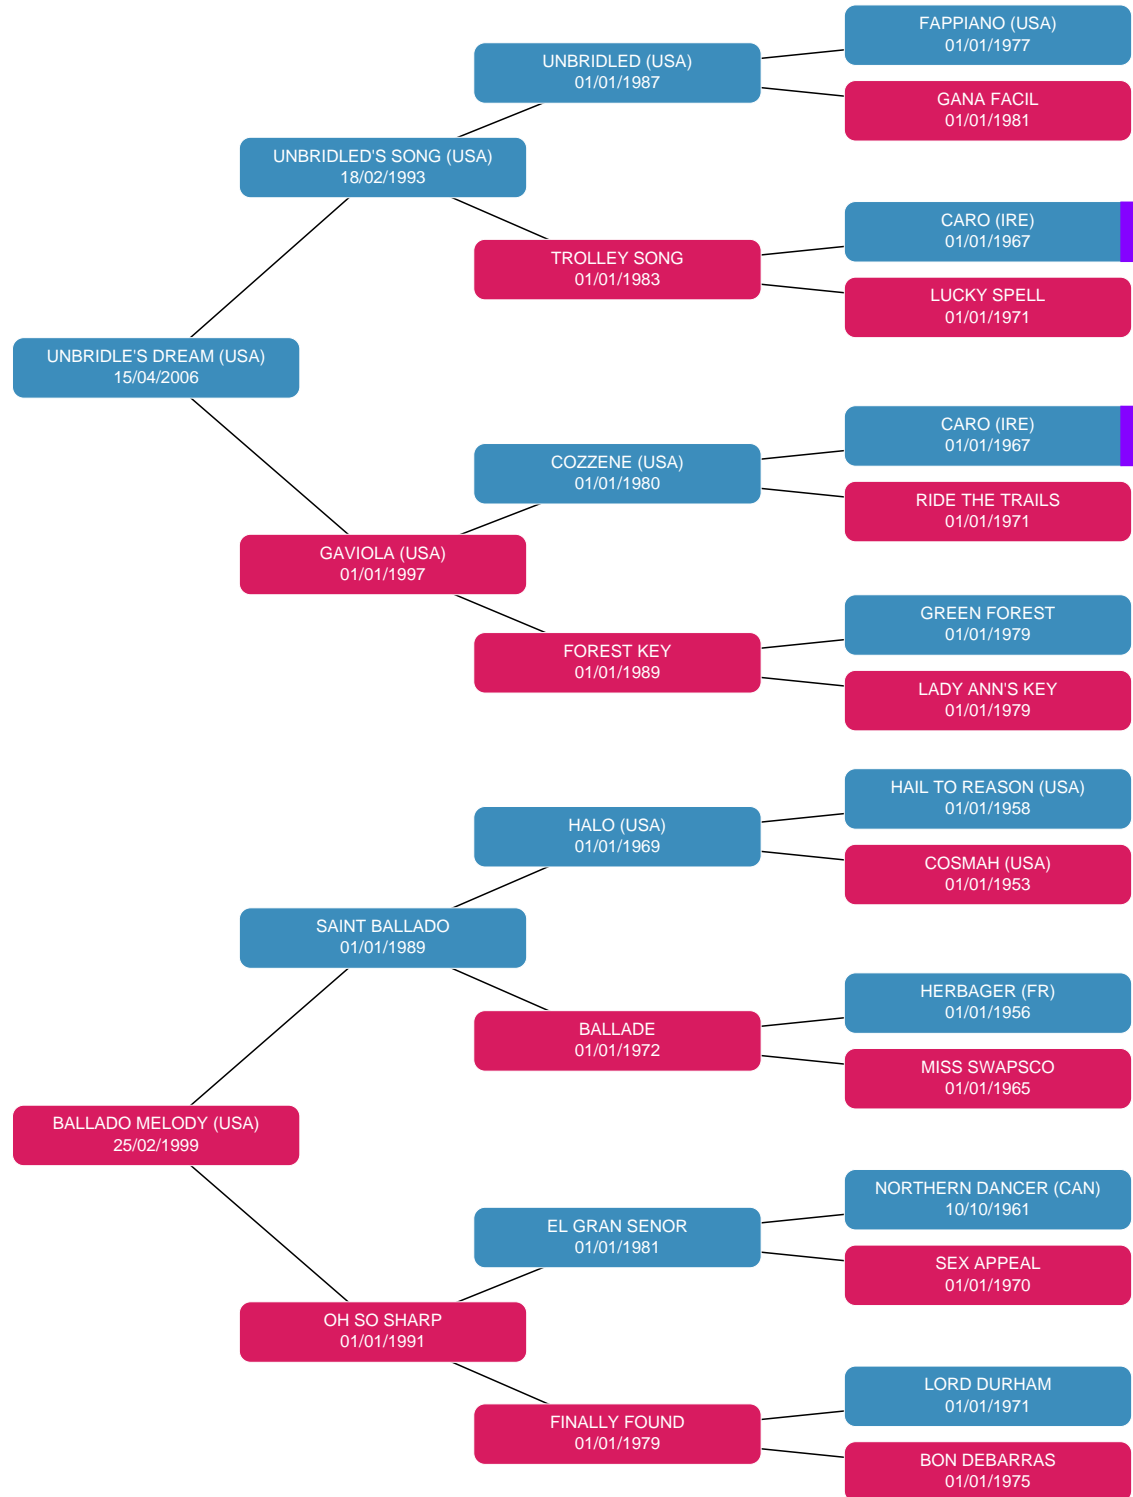 FAPPIANO (USA)
01/01/1977
UNBRIDLED (USA)
01/01/1987
GANA FACIL
01/01/1981
UNBRIDLED'S SONG (USA)
18/02/1993
CARO (IRE)
01/01/1967
TROLLEY SONG
01/01/1983
LUCKY SPELL
01/01/1971
UNBRIDLE'S DREAM (USA)
15/04/2006
CARO (IRE)
01/01/1967
COZZENE (USA)
01/01/1980
RIDE THE TRAILS
01/01/1971
GAVIOLA (USA)
01/01/1997
GREEN FOREST
01/01/1979
FOREST KEY
01/01/1989
LADY ANN'S KEY
01/01/1979
HAIL TO REASON (USA)
01/01/1958
HALO (USA)
01/01/1969
COSMAH (USA)
01/01/1953
SAINT BALLADO
01/01/1989
HERBAGER (FR)
01/01/1956
BALLADE
01/01/1972
MISS SWAPSCO
01/01/1965
BALLADO MELODY (USA)
25/02/1999
NORTHERN DANCER (CAN)
10/10/1961
EL GRAN SENOR
01/01/1981
SEX APPEAL
01/01/1970
OH SO SHARP
01/01/1991
LORD DURHAM
01/01/1971
FINALLY FOUND
01/01/1979
BON DEBARRAS
01/01/1975